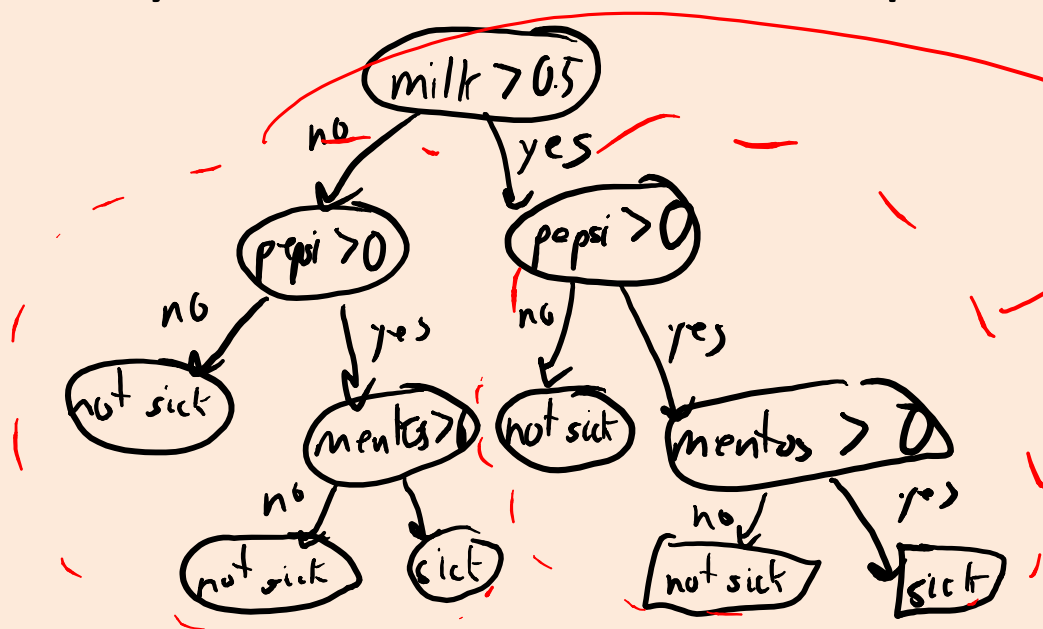 milk > 0.5
no
yes
pepsi > 0
pepsi > 0
no
yes
no
yes
not sick
mentos > 0
not sick
mentos > 0
no
no
yes
not sick
sick
not sick
sick